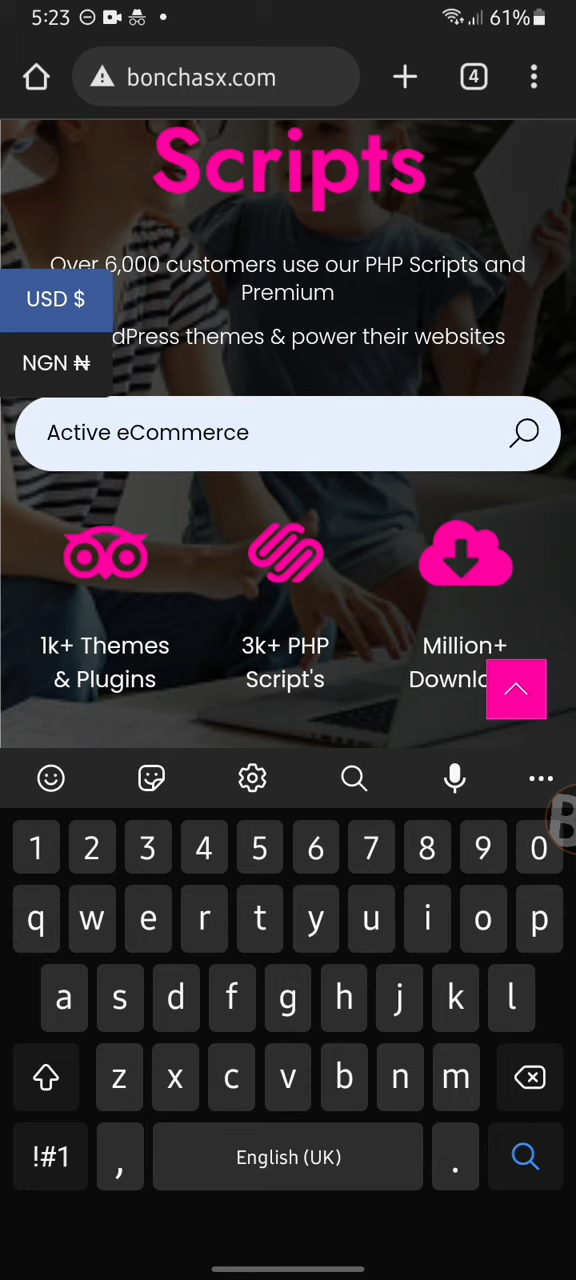 5:23
61%
bonchasx.com
4
Scripts
Over 6,000 customers use our PHP Scripts and
Premium
USD $
dPress themes & power their websites
NGN ₦
Active eCommerce
1k+ Themes
& Plugins
3k+ PHP
Script's
Million+
Downlo
1 2 3 4 5 6 7 8 9 0
q w e r t y u i o p
a s d f g h j k l
z x c v b n m
!#1 , English (UK) .